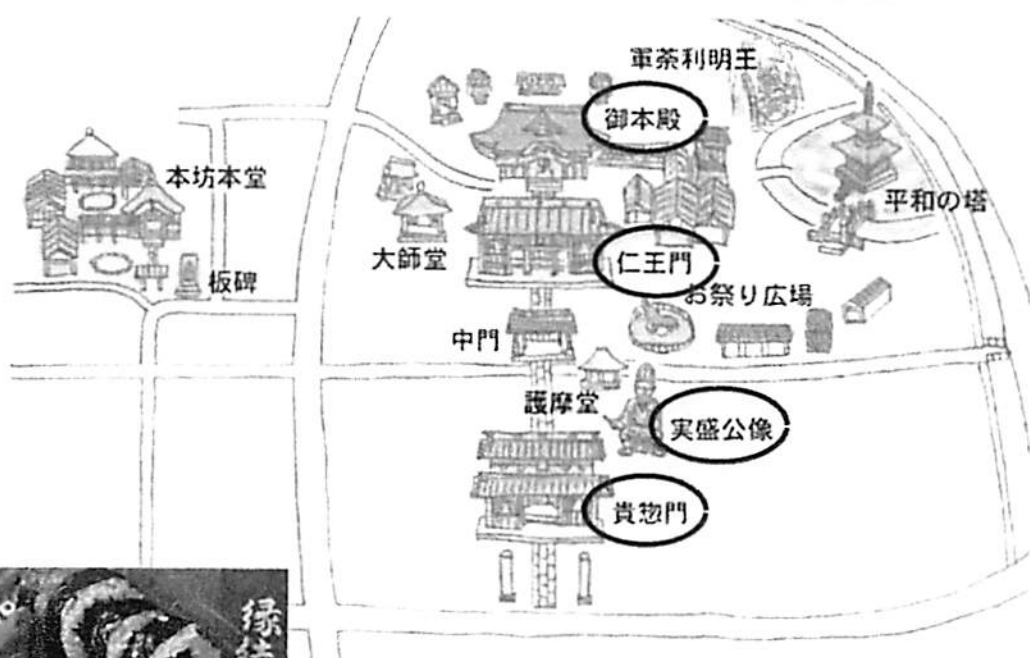 軍荼利明王
御本殿
本坊本堂
平和の塔
大師堂
仁王門
板碑
お祭り広場
中門
護摩堂
実盛公像
貴惣門
縁結